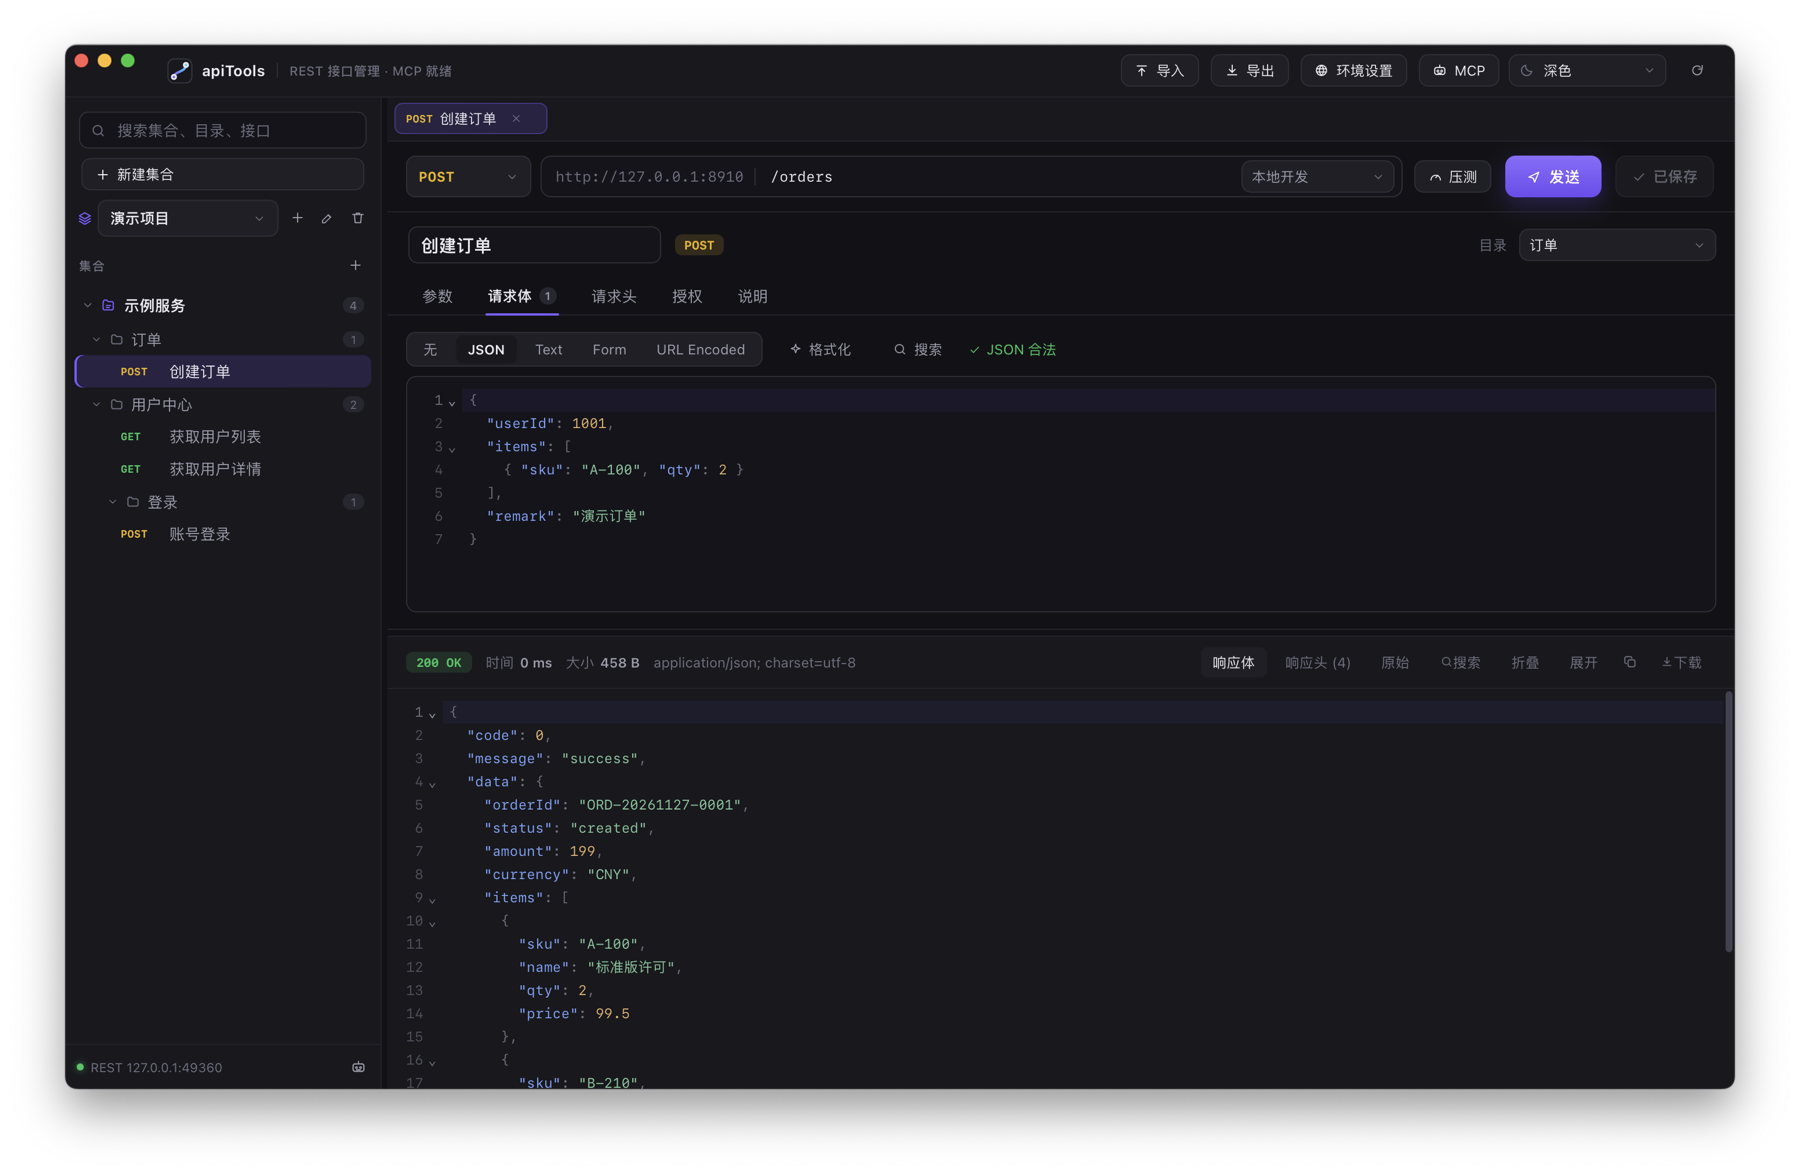 apiTools REST 接口管理 · MCP 就绪 导入 导出 环境设置 MCP 深色
搜索集合、目录、接口
新建集合
演示项目
集合
示例服务 4
订单 1
POST 创建订单
用户中心 2
GET 获取用户列表
GET 获取用户详情
登录 1
POST 账号登录
REST 127.0.0.1:49360
POST 创建订单
POST http://127.0.0.1:8910 /orders 本地开发 压测 发送 已保存
创建订单 POST 目录 订单
参数 请求体 1 请求头 授权 说明
无 JSON Text Form URL Encoded 格式化 搜索 JSON 合法
1 {
2 "userId": 1001,
3 "items": [
4 { "sku": "A-100", "qty": 2 }
5 ],
6 "remark": "演示订单"
7 }
200 OK 时间 0 ms 大小 458 B application/json; charset=utf-8 响应体 响应头 (4) 原始 搜索 折叠 展开 下载
1 {
2 "code": 0,
3 "message": "success",
4 "data": {
5 "orderId": "ORD-20261127-0001",
6 "status": "created",
7 "amount": 199,
8 "currency": "CNY",
9 "items": [
10 {
11 "sku": "A-100",
12 "name": "标准版许可",
13 "qty": 2,
14 "price": 99.5
15 },
16 {
17 "sku": "B-210",